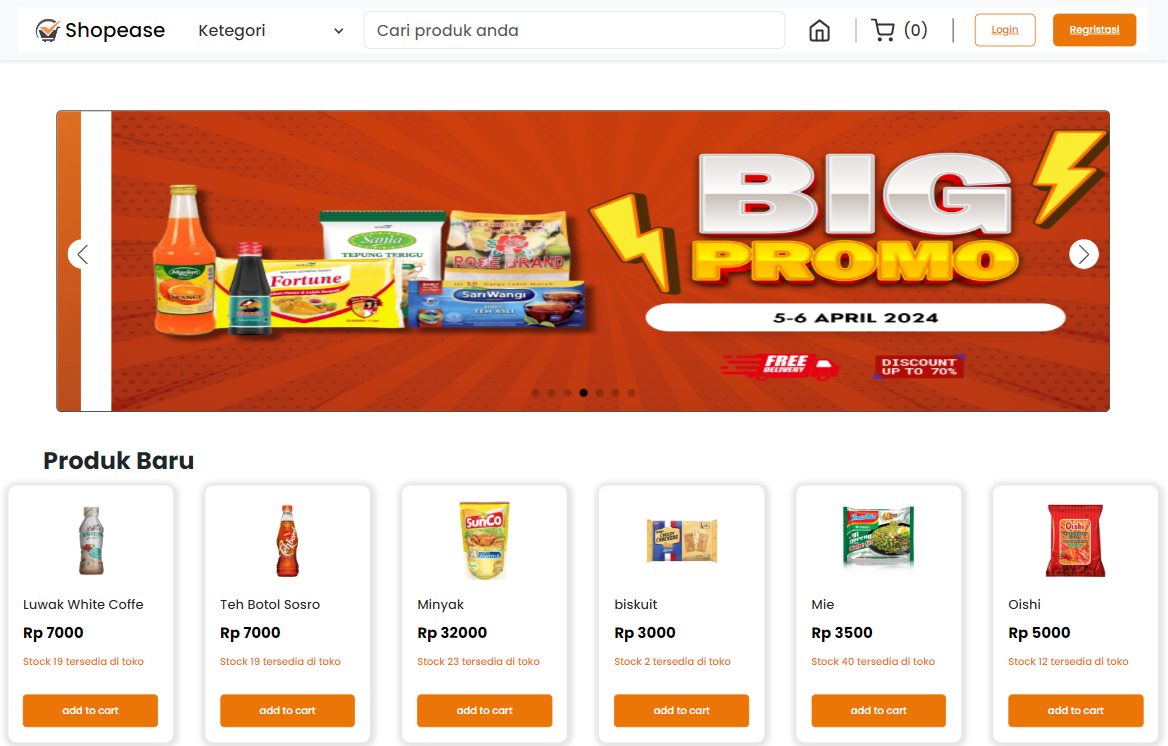 Shopease
Ketegori
Cari produk anda
(0)
Login
Regristasi
BIG
PROMO
5-6 APRIL 2024
FREE
DELIVERY
DISCOUNT
UP TO 70%
Marjan
ORANGE
Sania
TEPUNG TERIGU
ROSE BRAND
Fortune
SariWangi
100%
TEH ASLI
Produk Baru
SunCo
Oishi
Luwak White Coffe
Teh Botol Sosro
Minyak
biskuit
Mie
Oishi
Rp 7000
Rp 7000
Rp 32000
Rp 3000
Rp 3500
Rp 5000
Stock 19 tersedia di toko
Stock 19 tersedia di toko
Stock 23 tersedia di toko
Stock 2 tersedia di toko
Stock 40 tersedia di toko
Stock 12 tersedia di toko
add to cart
add to cart
add to cart
add to cart
add to cart
add to cart